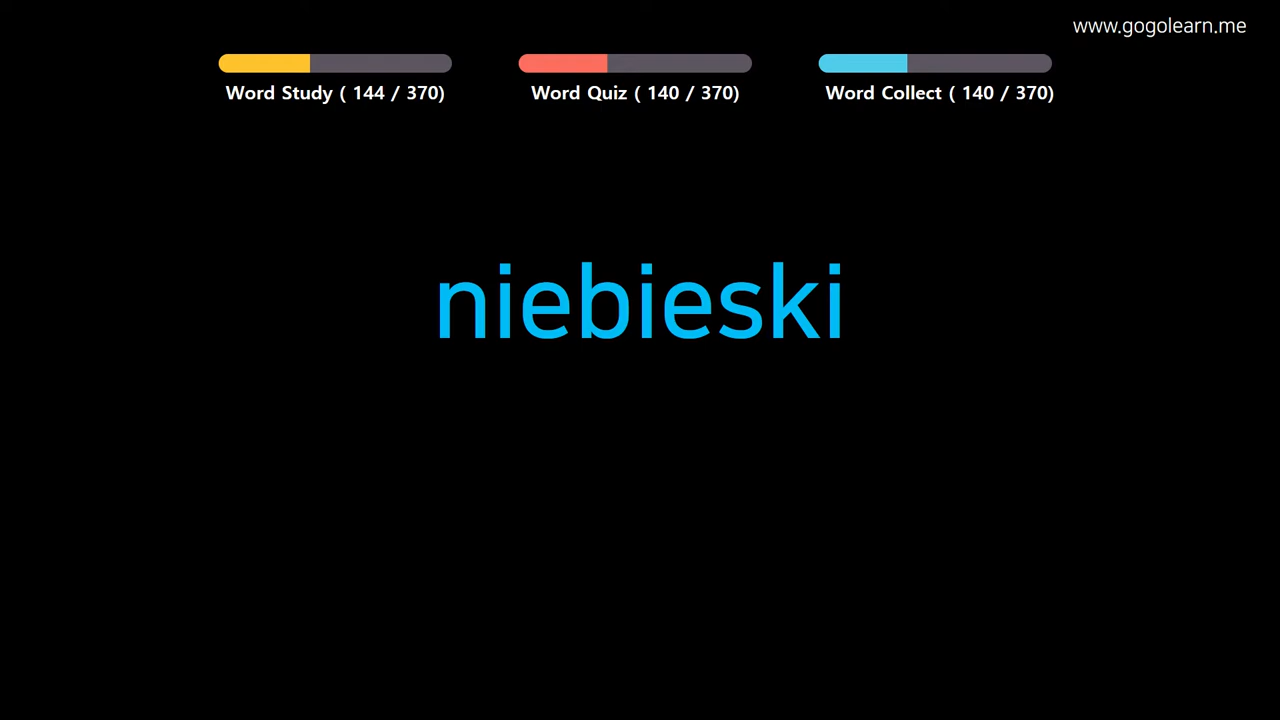 www.gogolearn.me
Word Study ( 144 / 370)
Word Quiz ( 140 / 370)
Word Collect ( 140 / 370)
niebieski